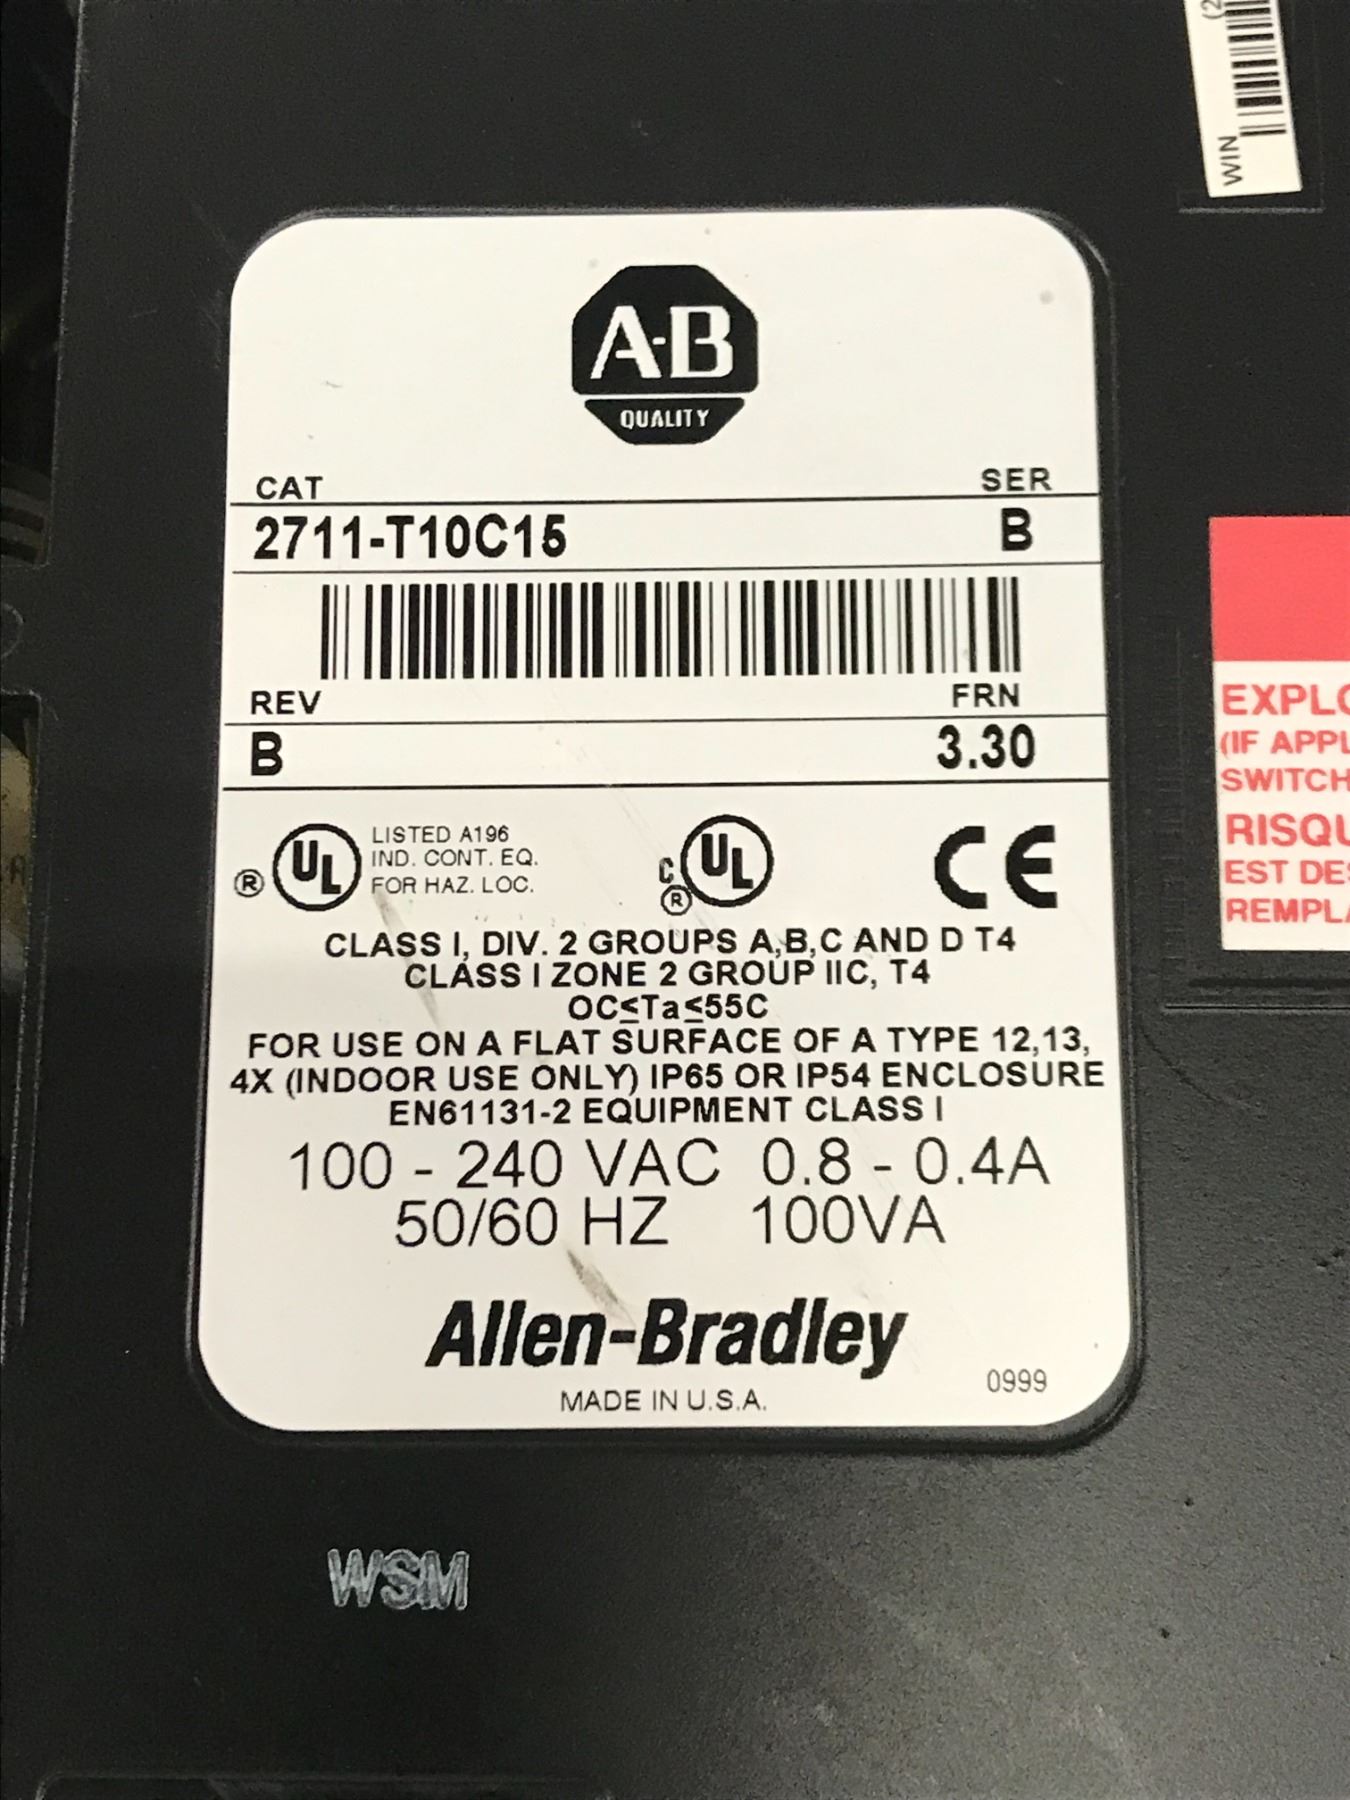 WIN
(2
A-B
QUALITY
CAT SER
2711-T10C15 B
REV FRN
B 3.30
® UL LISTED A196
IND. CONT. EQ.
FOR HAZ. LOC.
C UL ® CE
CLASS I, DIV. 2 GROUPS A,B,C AND D T4
CLASS I ZONE 2 GROUP IIC, T4
OC≤Ta≤55C
FOR USE ON A FLAT SURFACE OF A TYPE 12,13,
4X (INDOOR USE ONLY) IP65 OR IP54 ENCLOSURE
EN61131-2 EQUIPMENT CLASS I
100 - 240 VAC 0.8 - 0.4A
50/60 HZ 100VA
Allen-Bradley
MADE IN U.S.A.
0999
EXPLO
(IF APPL
SWITCH
RISQU
EST DES
REMPLA
WSM